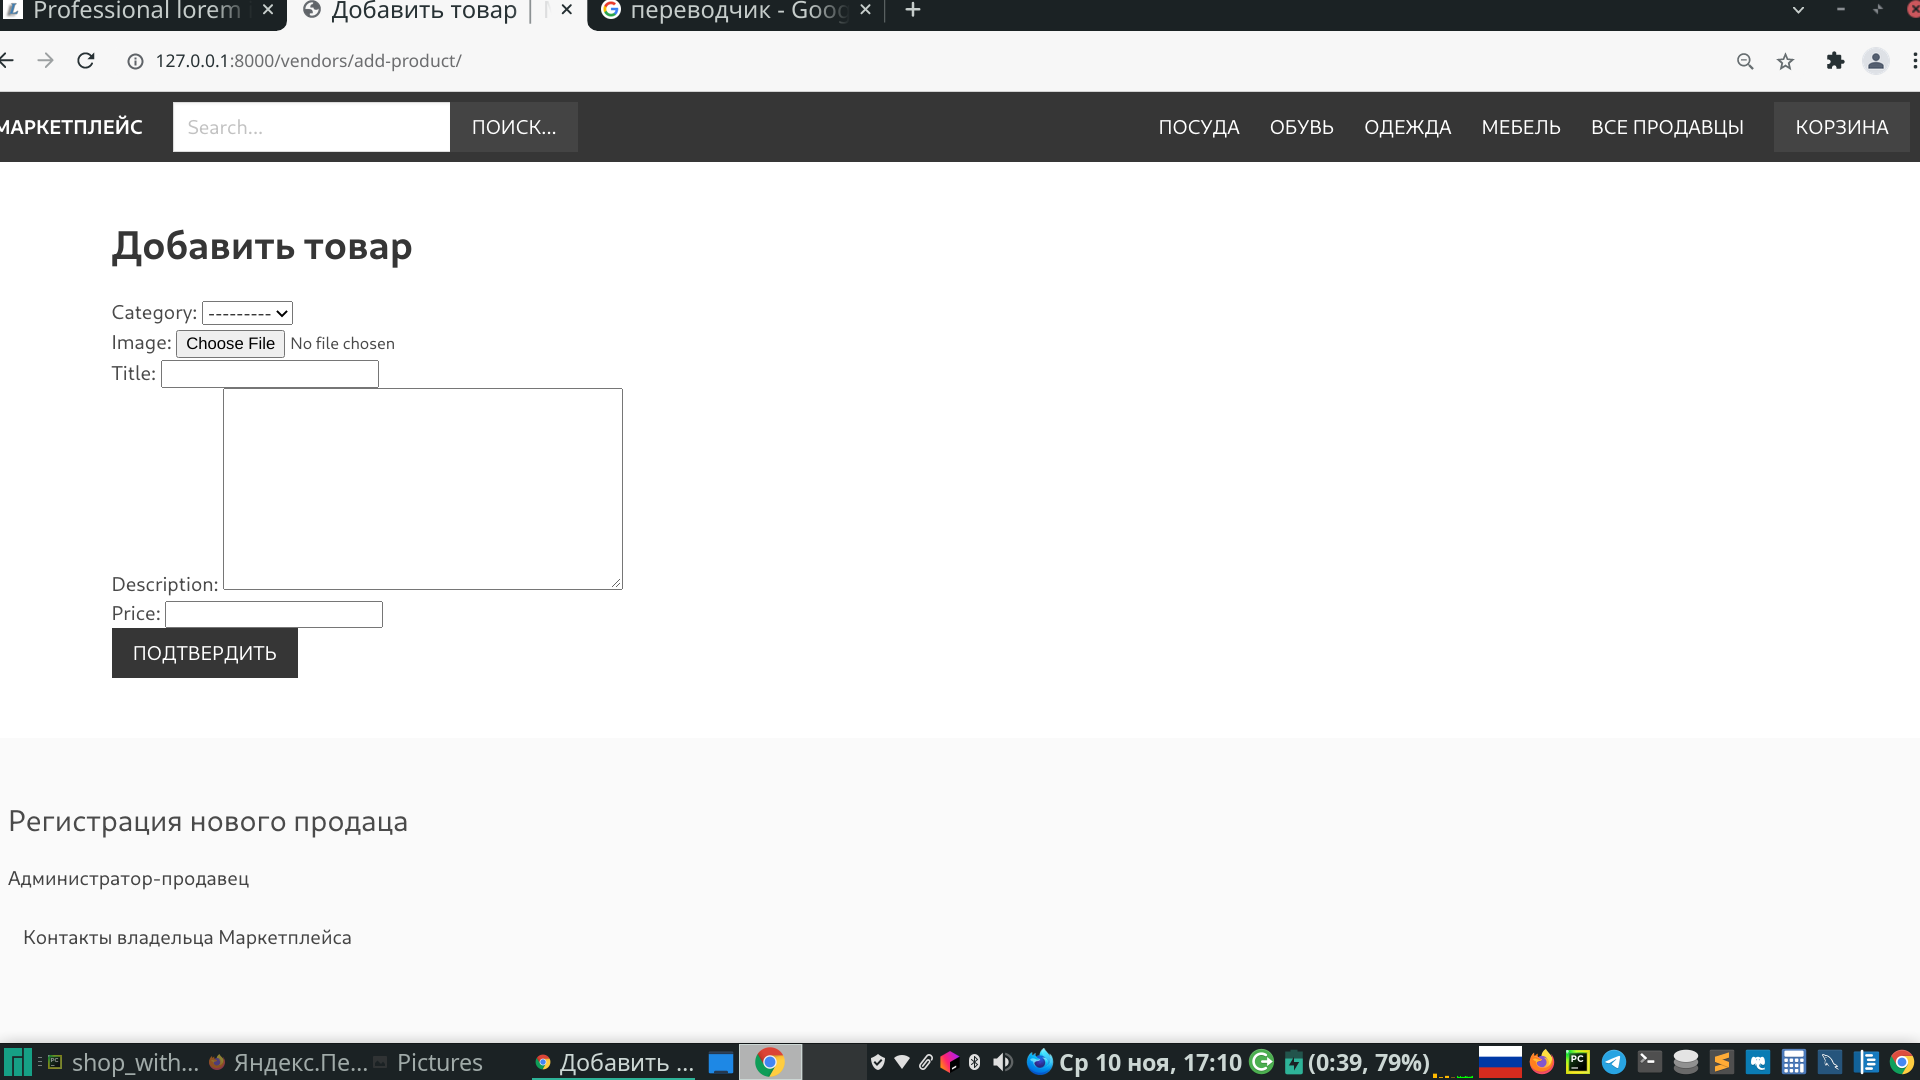 Professional lorem
Добавить товар |
переводчик - Goog
127.0.0.1:8000/vendors/add-product/
МАРКЕТПЛЕЙС
Search...
ПОИСК...
ПОСУДА
ОБУВЬ
ОДЕЖДА
МЕБЕЛЬ
ВСЕ ПРОДАВЦЫ
КОРЗИНА
Добавить товар
Category: ---------
Image: Choose File No file chosen
Title:
Description:
Price:
ПОДТВЕРДИТЬ
Регистрация нового продаца
Администратор-продавец
Контакты владельца Маркетплейса
shop_with... Яндекс.Пе... Pictures Добавить ... Ср 10 ноя, 17:10 (0:39, 79%)